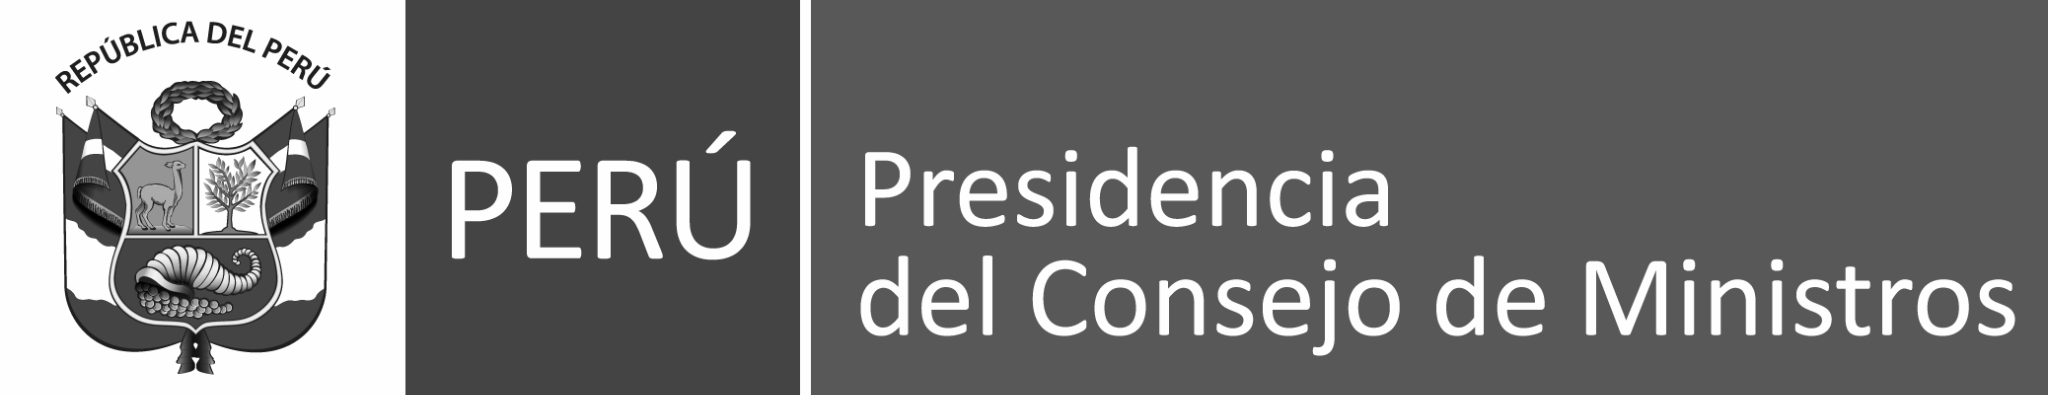 REPÚBLICA DEL PERÚ
PERÚ
Presidencia
del Consejo de Ministros